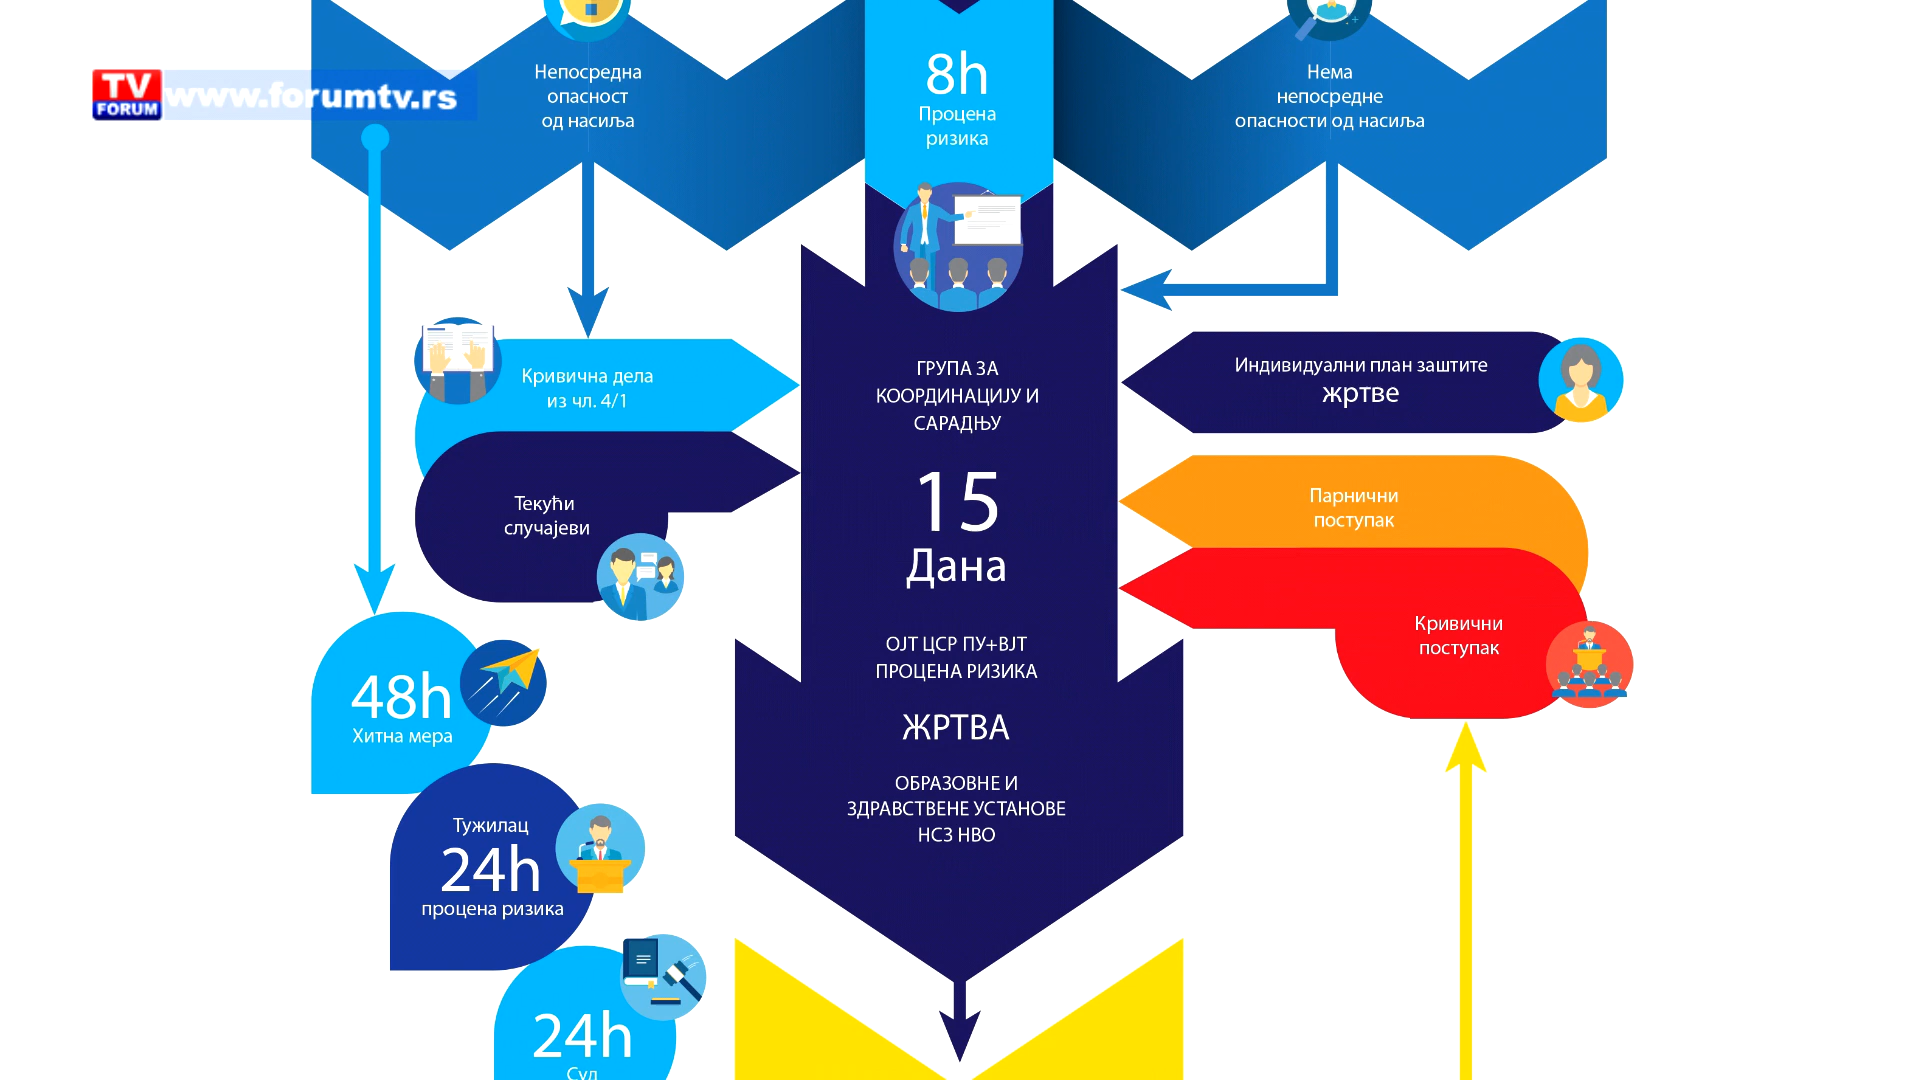 TV
FORUM
www.forumtv.rs
Непосредна
опасност
од насиља
8h
Процена
ризика
Нема
непосредне
опасности од насиља
Кривична дела
из чл. 4/1
Текући
случајеви
ГРУПА ЗА
КООРДИНАЦИЈУ И
САРАДЊУ
15
Дана
ОЈТ ЦСР ПУ+ВЈТ
ПРОЦЕНА РИЗИКА
ЖРТВА
ОБРАЗОВНЕ И
ЗДРАВСТВЕНЕ УСТАНОВЕ
НСЗ НВО
Индивидуални план заштите
жртве
Парнични
поступак
Кривични
поступак
48h
Хитна мера
Тужилац
24h
процена ризика
24h
Суд